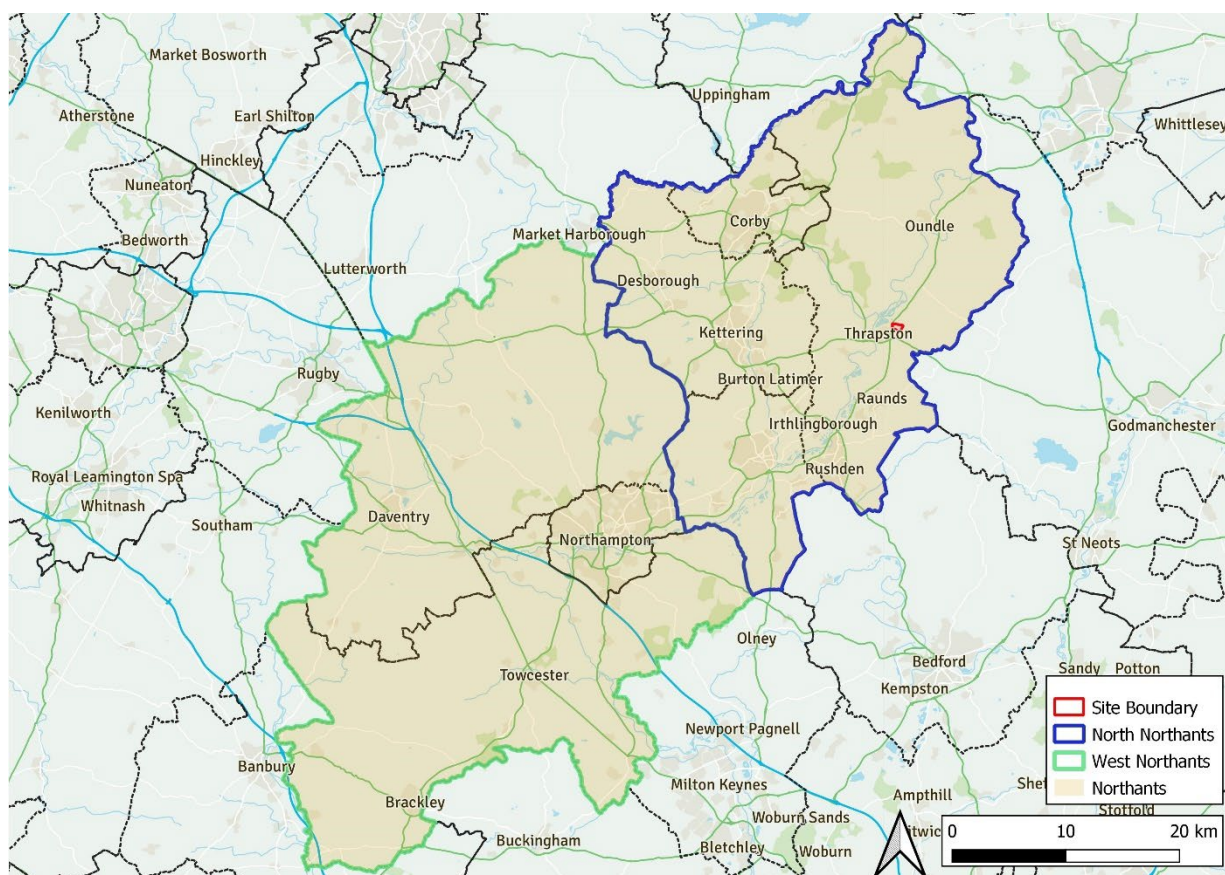 Market Bosworth
Uppingham
Atherstone
Earl Shilton
Whittlesey
Hinckley
Nuneaton
Corby
Oundle
Bedworth
Market Harborough
Lutterworth
Desborough
Kettering
Thrapston
Rugby
Burton Latimer
Kenilworth
Raunds
Irthlingborough
Godmanchester
Royal Leamington Spa
Rushden
Whitnash
Southam
Daventry
Northampton
St Neots
Olney
Bedford
Towcester
Sandy
Potton
Kempston
Newport Pagnell
Banbury
Milton Keynes
Ampthill
Brackley
Woburn Sands
Buckingham
Bletchley
Woburn
Stotfold
Site Boundary
North Northants
West Northants
Northants
0 10 20 km